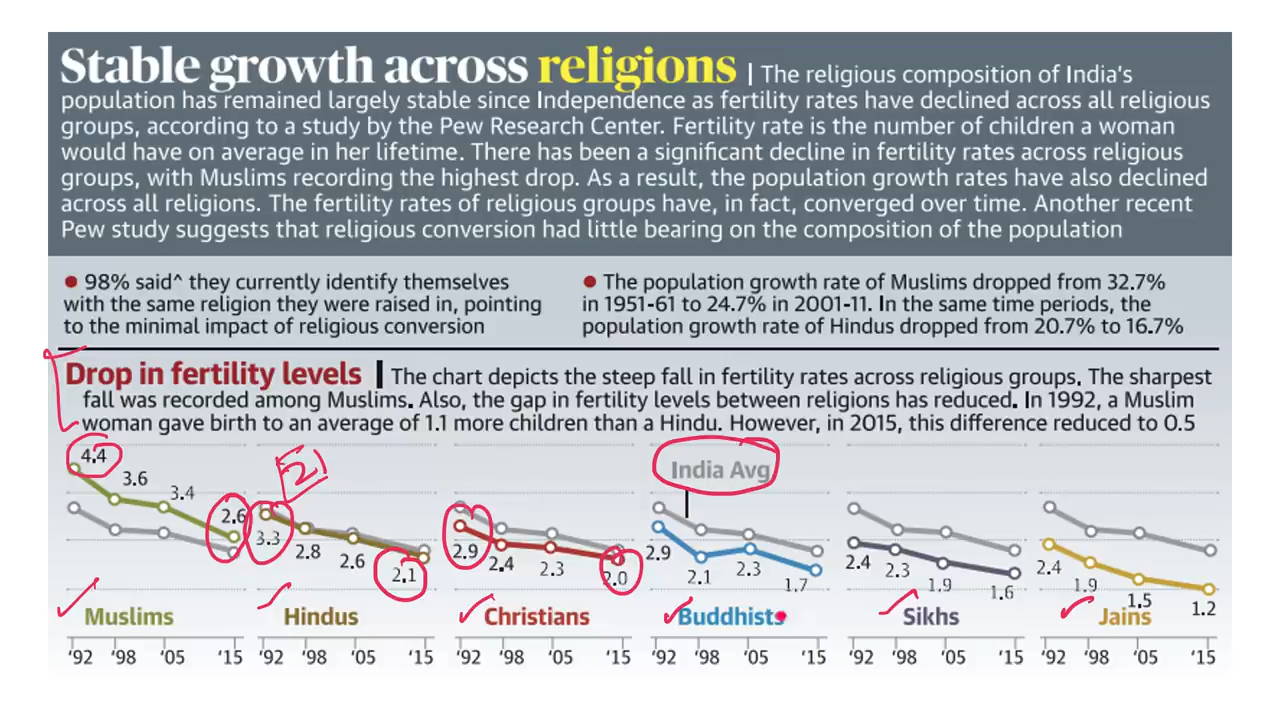 Stable growth across religions | The religious composition of India's
population has remained largely stable since Independence as fertility rates have declined across all religious
groups, according to a study by the Pew Research Center. Fertility rate is the number of children a woman
would have on average in her lifetime. There has been a significant decline in fertility rates across religious
groups, with Muslims recording the highest drop. As a result, the population growth rates have also declined
across all religions. The fertility rates of religious groups have, in fact, converged over time. Another recent
Pew study suggests that religious conversion had little bearing on the composition of the population
● 98% said^ they currently identify themselves
with the same religion they were raised in, pointing
to the minimal impact of religious conversion
● The population growth rate of Muslims dropped from 32.7%
in 1951-61 to 24.7% in 2001-11. In the same time periods, the
population growth rate of Hindus dropped from 20.7% to 16.7%
Drop in fertility levels | The chart depicts the steep fall in fertility rates across religious groups. The sharpest
fall was recorded among Muslims. Also, the gap in fertility levels between religions has reduced. In 1992, a Muslim
woman gave birth to an average of 1.1 more children than a Hindu. However, in 2015, this difference reduced to 0.5
4.4 3.6 3.4 2.6
Muslims
'92 '98 '05 '15
2.1
3.3 2.8 2.6 2.1
Hindus
'92 '98 '05 '15
2.9 2.4 2.3 2.0
Christians
'92 '98 '05 '15
India Avg
2.9 2.1 2.3 1.7
Buddhists
'92 '98 '05 '15
2.4 2.3 1.9 1.6
Sikhs
'92 '98 '05 '15
2.4 1.9 1.5 1.2
Jains
'92 '98 '05 '15